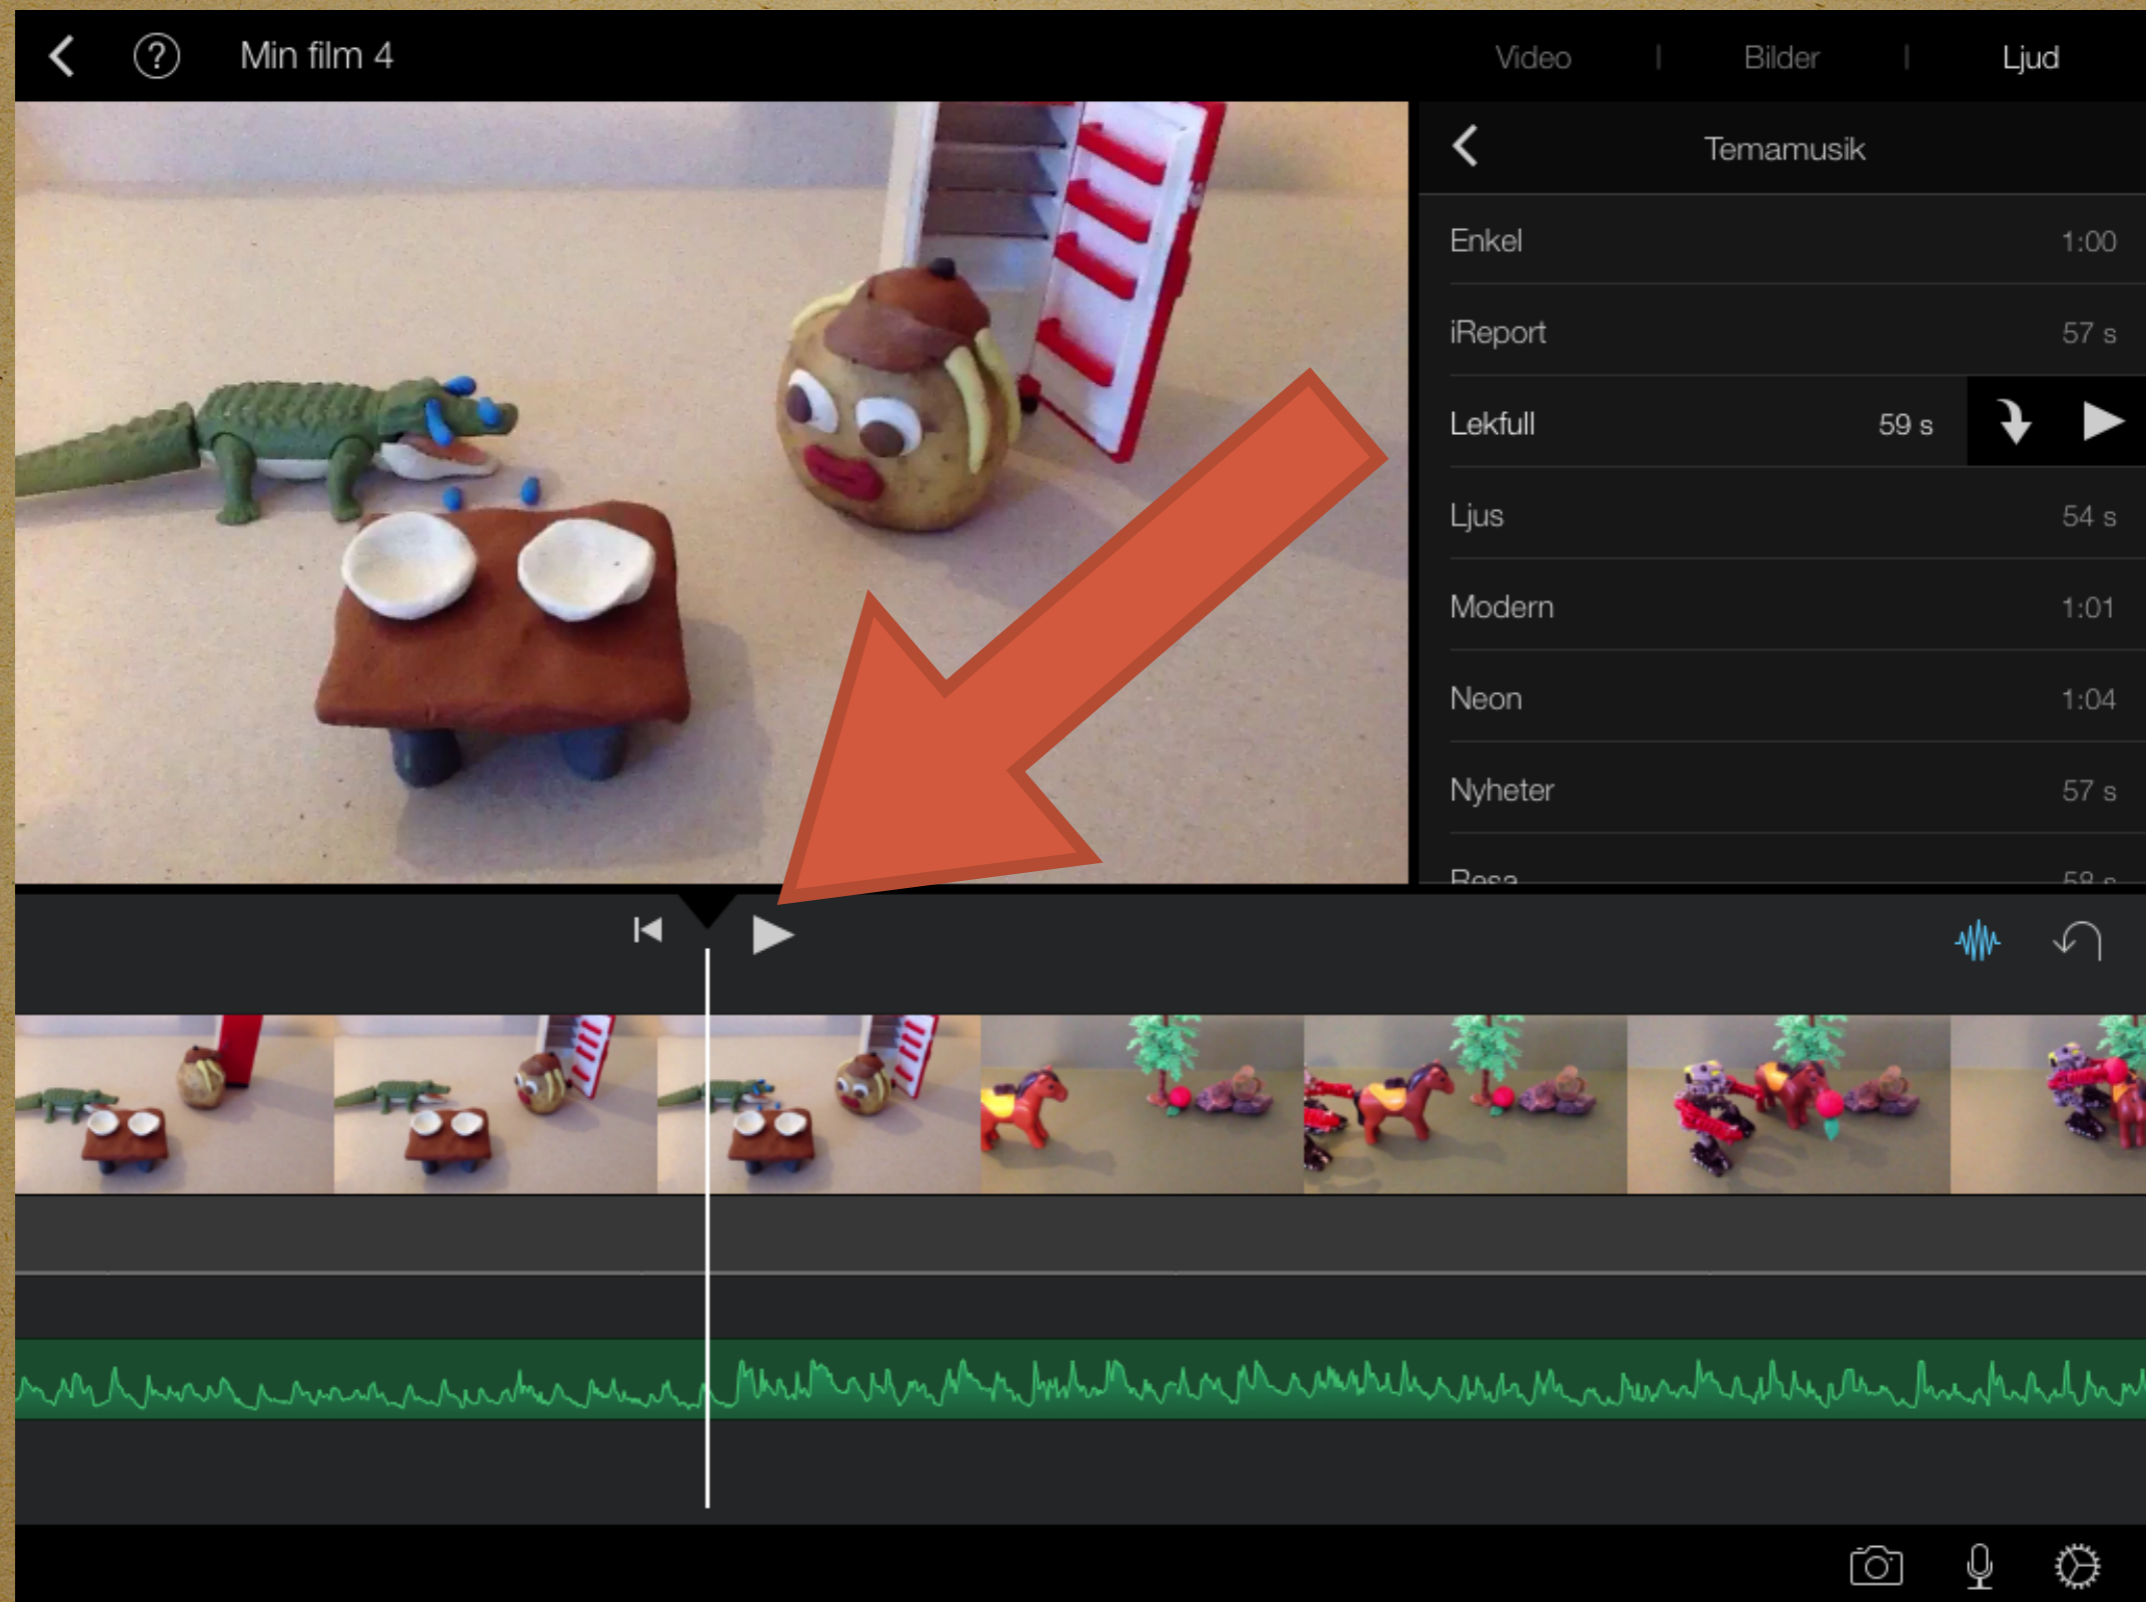 Min film 4
Video | Bilder | Ljud
Temamusik
Enkel 1:00
iReport 57 s
Lekfull 59 s
Ljus 54 s
Modern 1:01
Neon 1:04
Nyheter 57 s
Resa